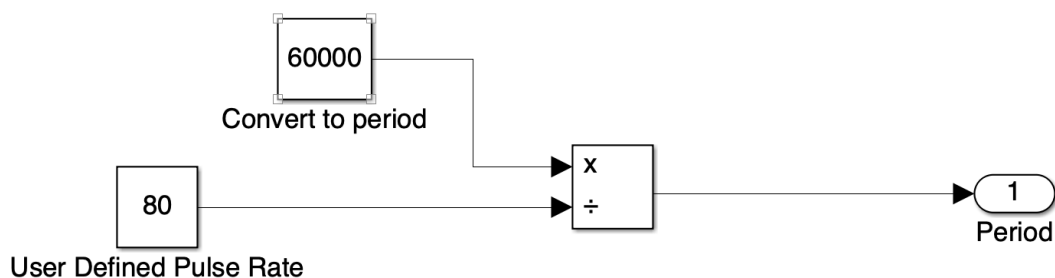 60000
Convert to period
x
÷
80
User Defined Pulse Rate
1
Period